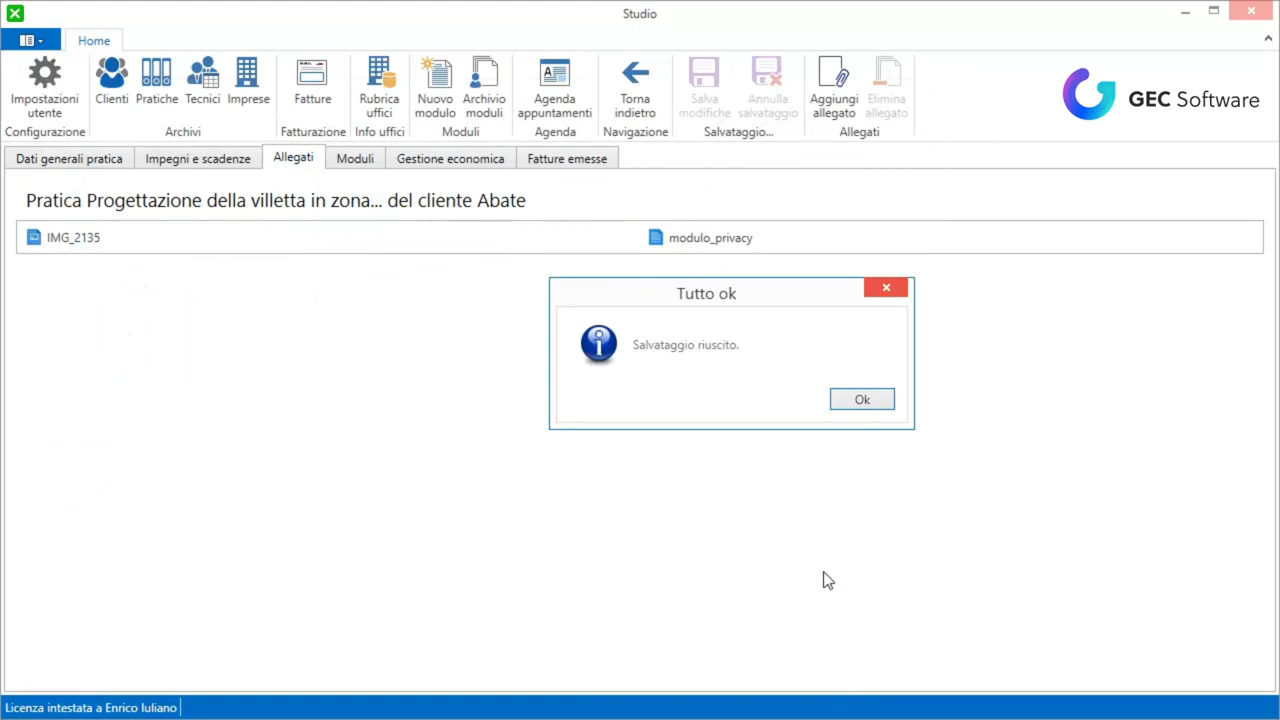 Studio
Home
Impostazioni utente
Clienti
Pratiche
Tecnici
Imprese
Fatture
Rubrica uffici
Nuovo modulo
Archivio moduli
Agenda appuntamenti
Torna indietro
Salva modifiche
Annulla salvataggio
Aggiungi allegato
Elimina allegato
Configurazione
Archivi
Fatturazione
Info uffici
Moduli
Agenda
Navigazione
Salvataggio...
Allegati
GEC Software
Dati generali pratica
Impegni e scadenze
Allegati
Moduli
Gestione economica
Fatture emesse
Pratica Progettazione della villetta in zona... del cliente Abate
IMG_2135
modulo_privacy
Tutto ok
Salvataggio riuscito.
Ok
Licenza intestata a Enrico Iuliano